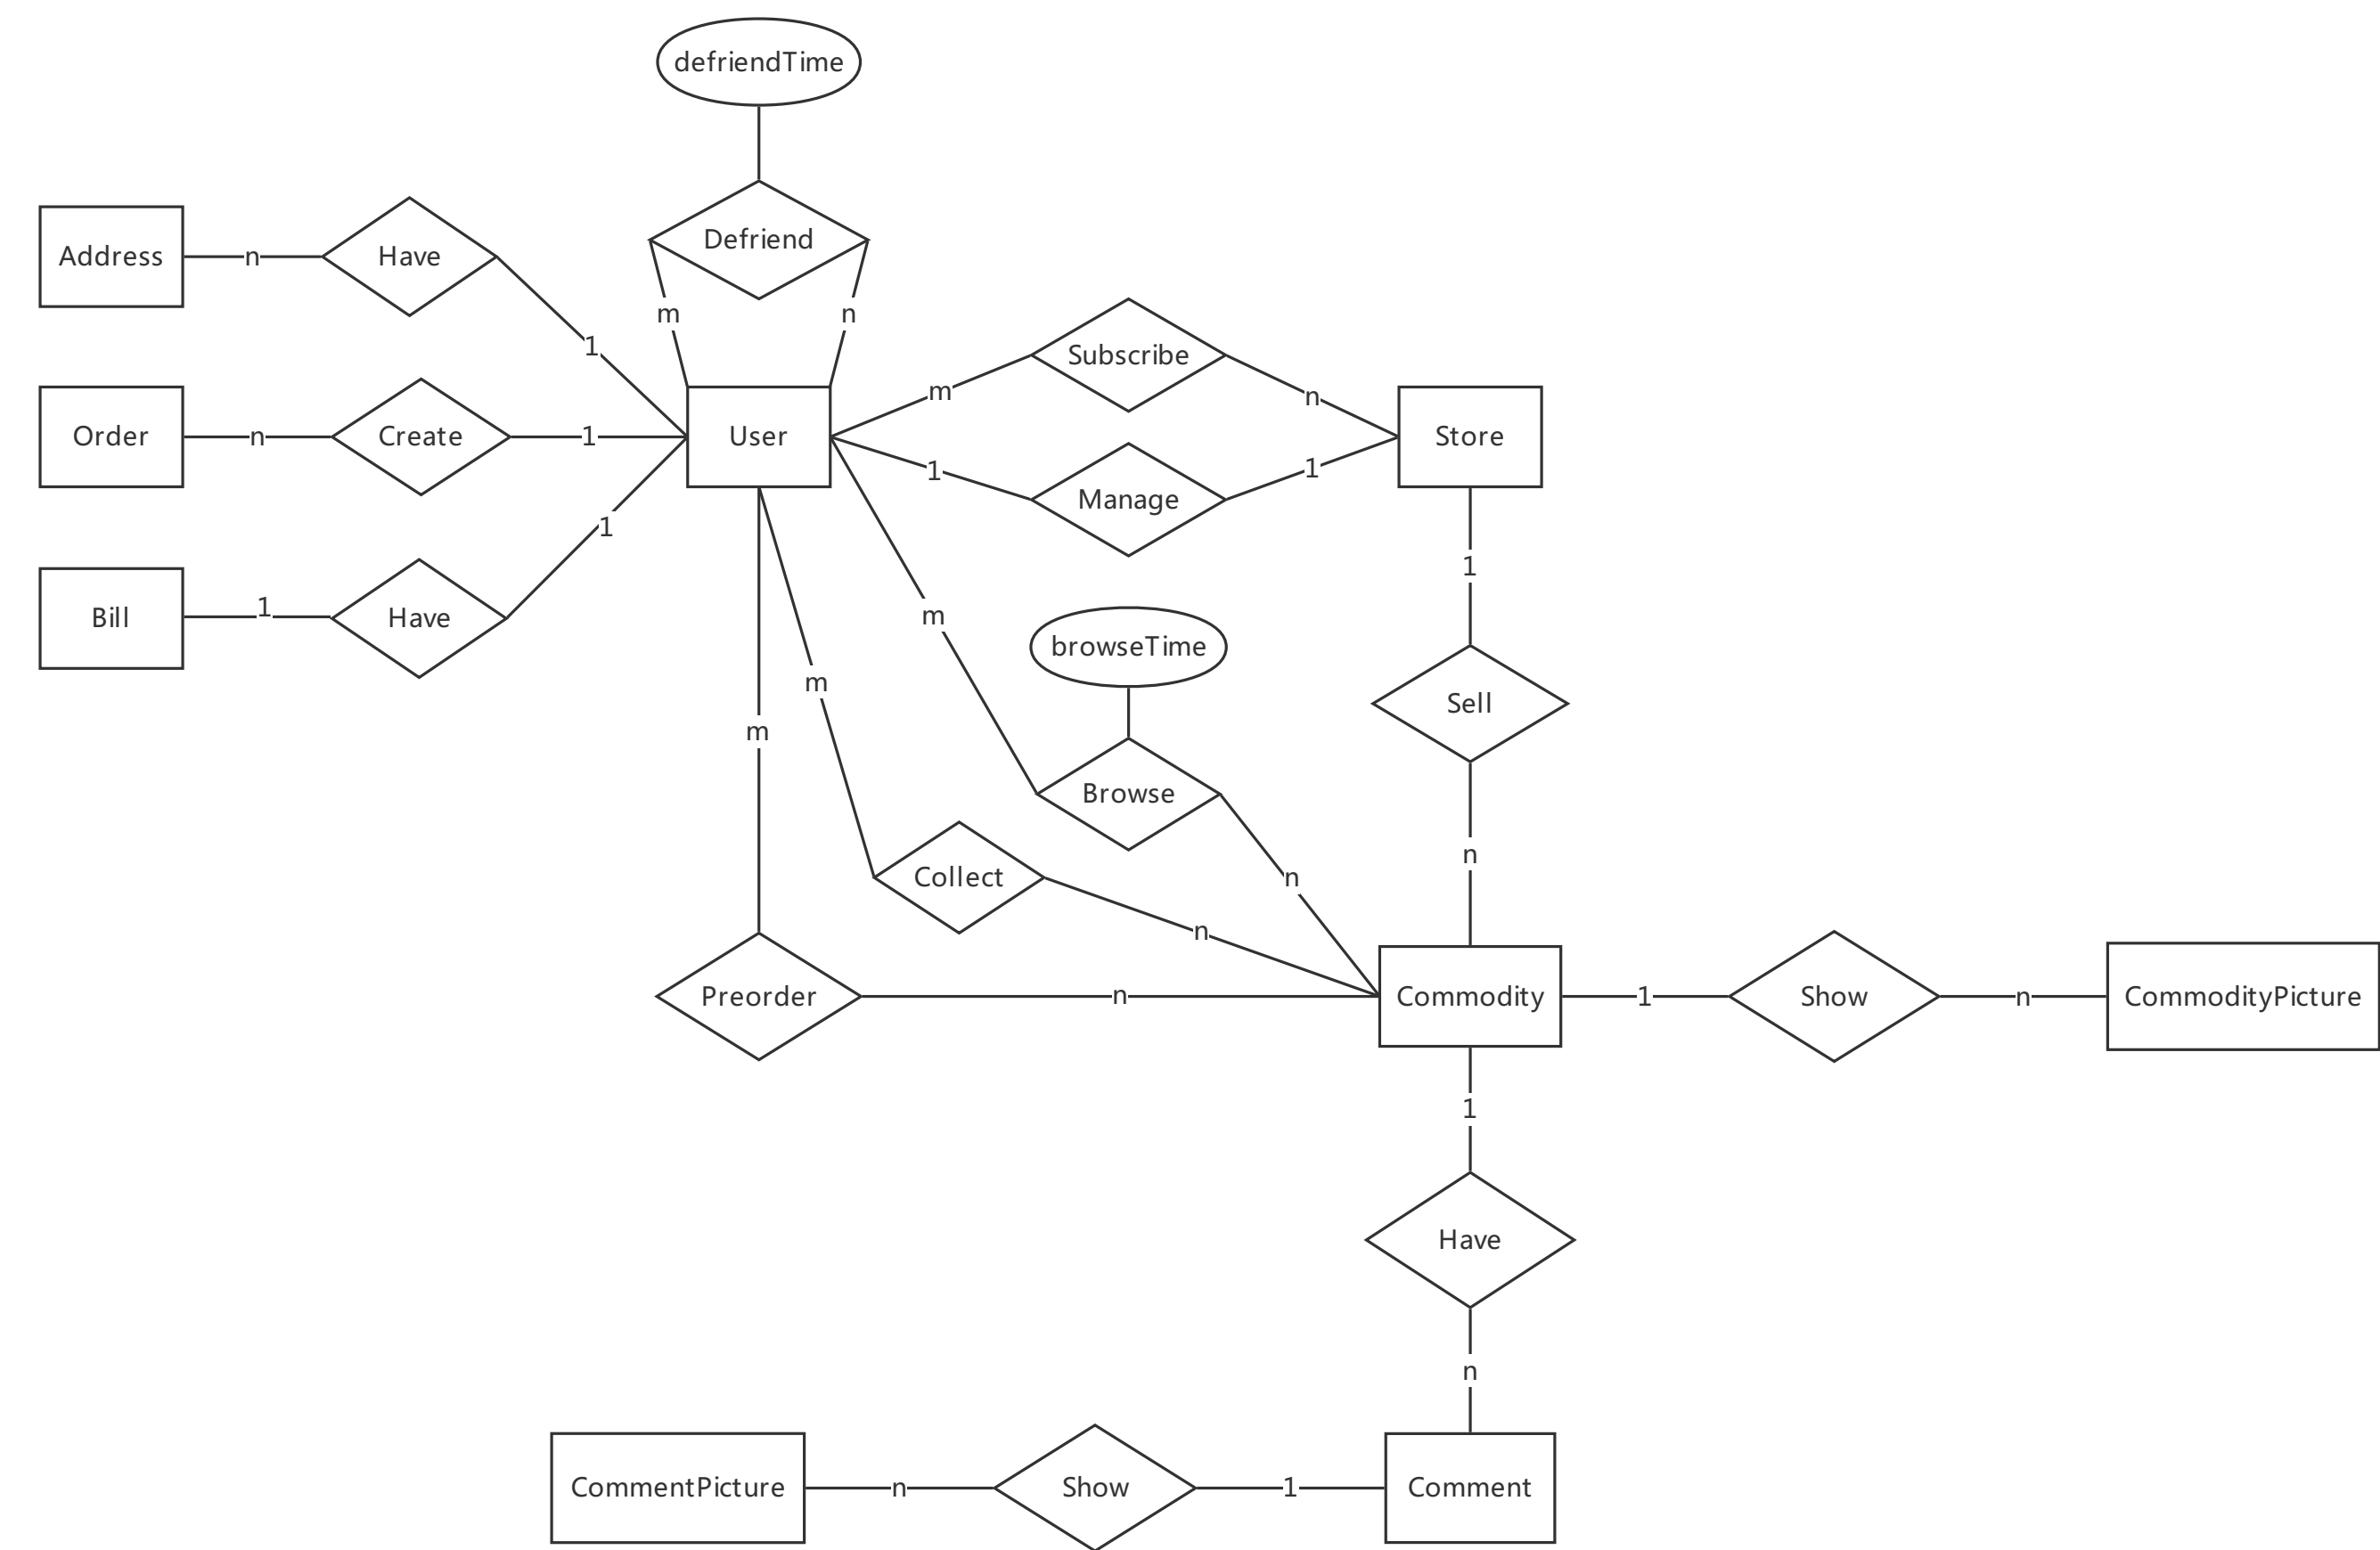 defriendTime
Defriend
Address
n
Have
1
m
n
Subscribe
m
n
Order
n
Create
1
User
Store
1
Manage
1
1
Bill
1
Have
1
m
browseTime
m
Sell
m
Browse
n
Collect
n
n
Preorder
n
Commodity
1
Show
n
CommodityPicture
1
Have
n
CommentPicture
n
Show
1
Comment